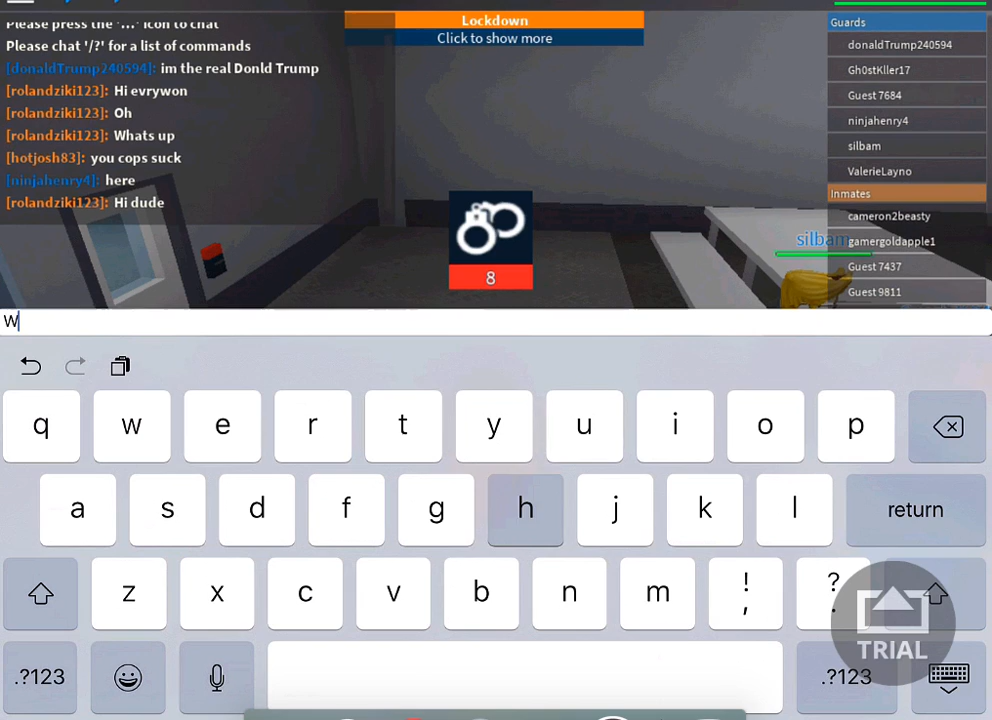 Please press the '...' icon to chat
Please chat '/?' for a list of commands
[donaldTrump240594]: im the real Donld Trump
[rolandziki123]: Hi evrywon
[rolandziki123]: Oh
[rolandziki123]: Whats up
[hotjosh83]: you cops suck
[ninjahenry4]: here
[rolandziki123]: Hi dude
Lockdown
Click to show more
8
silbam
Guards
donaldTrump240594
Gh0stKller17
Guest 7684
ninjahenry4
silbam
ValerieLayno
Inmates
cameron2beasty
gamergoldapple1
Guest 7437
Guest 9811
W
q w e r t y u i o p
a s d f g h j k l return
z x c v b n m ! , ? .
.?123 .?123
TRIAL